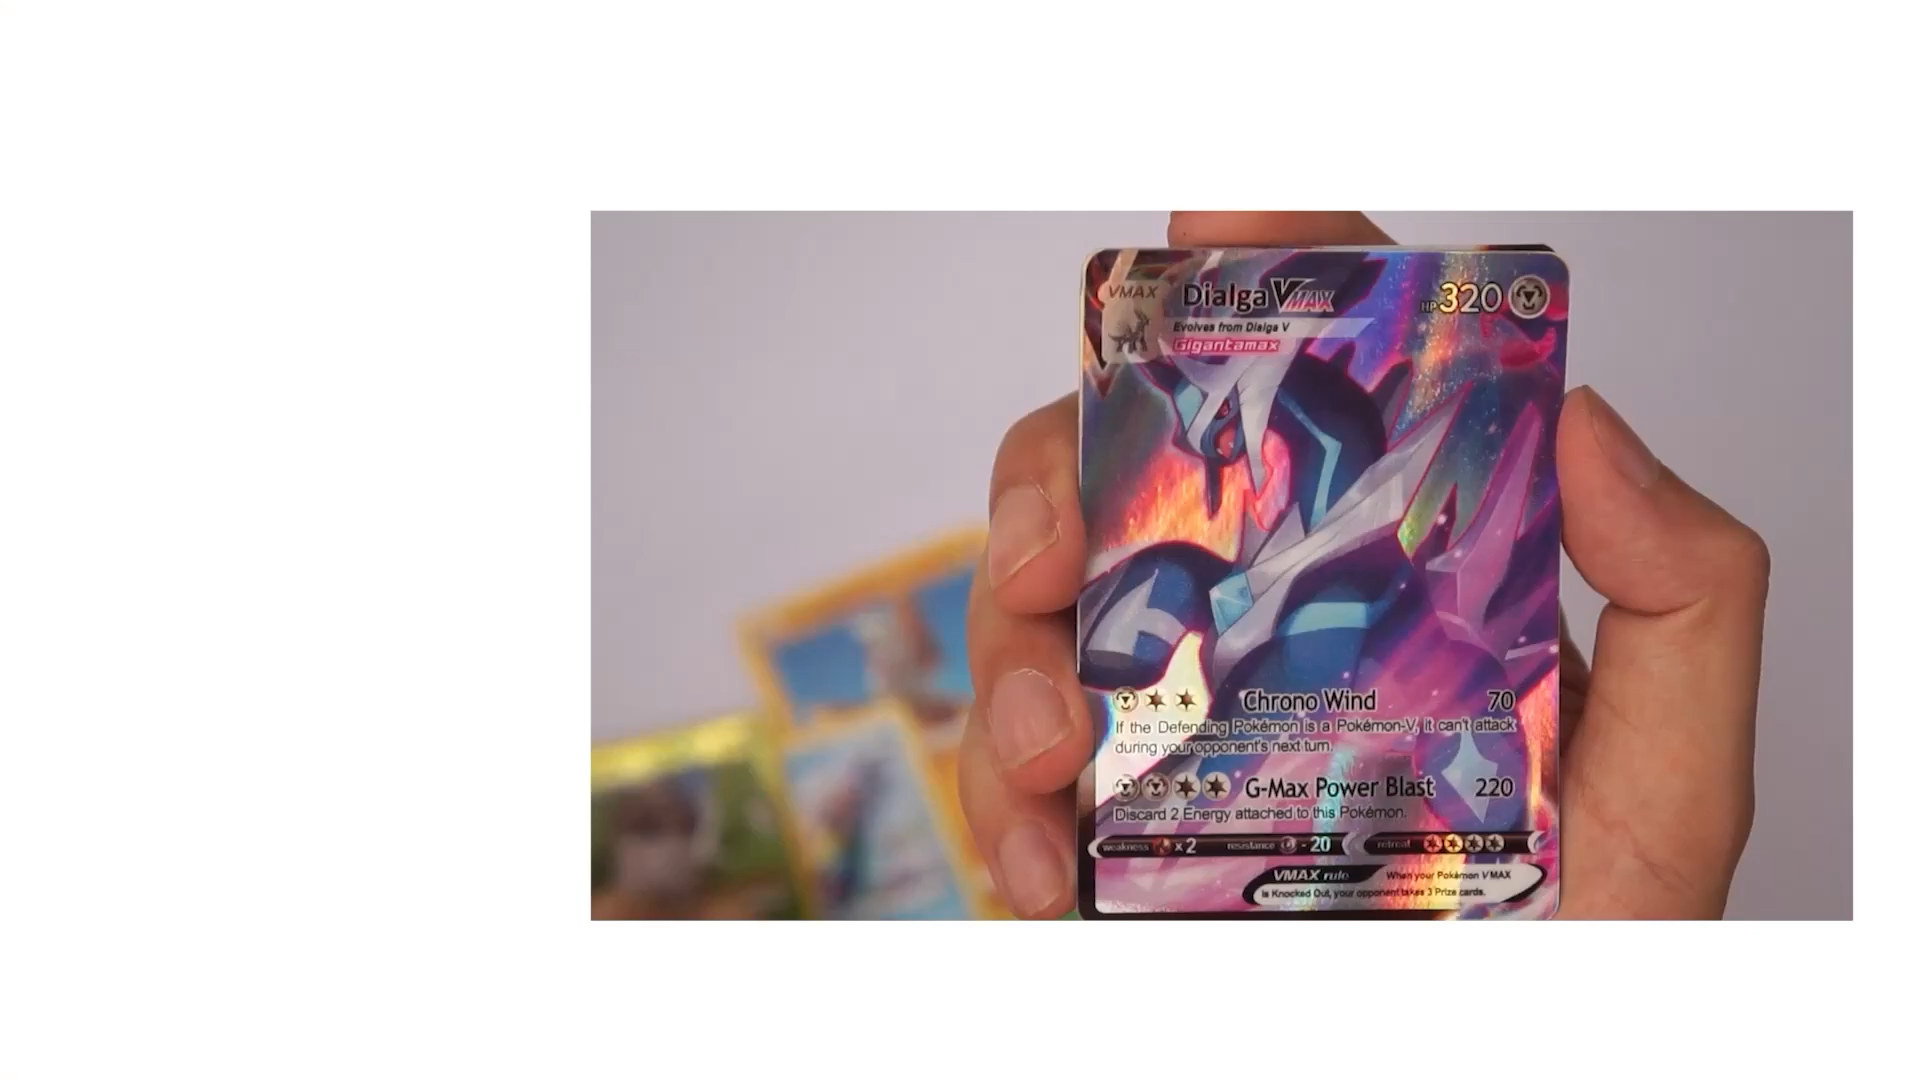 VMAX Dialga VMAX HP 320
Evolves from Dialga V
Gigantamax
Chrono Wind 70
If the Defending Pokémon is a Pokémon-V, it can't attack
during your opponent's next turn.
G-Max Power Blast 220
Discard 2 Energy attached to this Pokémon.
weakness x2 resistance -20 retreat
VMAX rule When your Pokémon VMAX
is Knocked Out, your opponent takes 3 Prize cards.